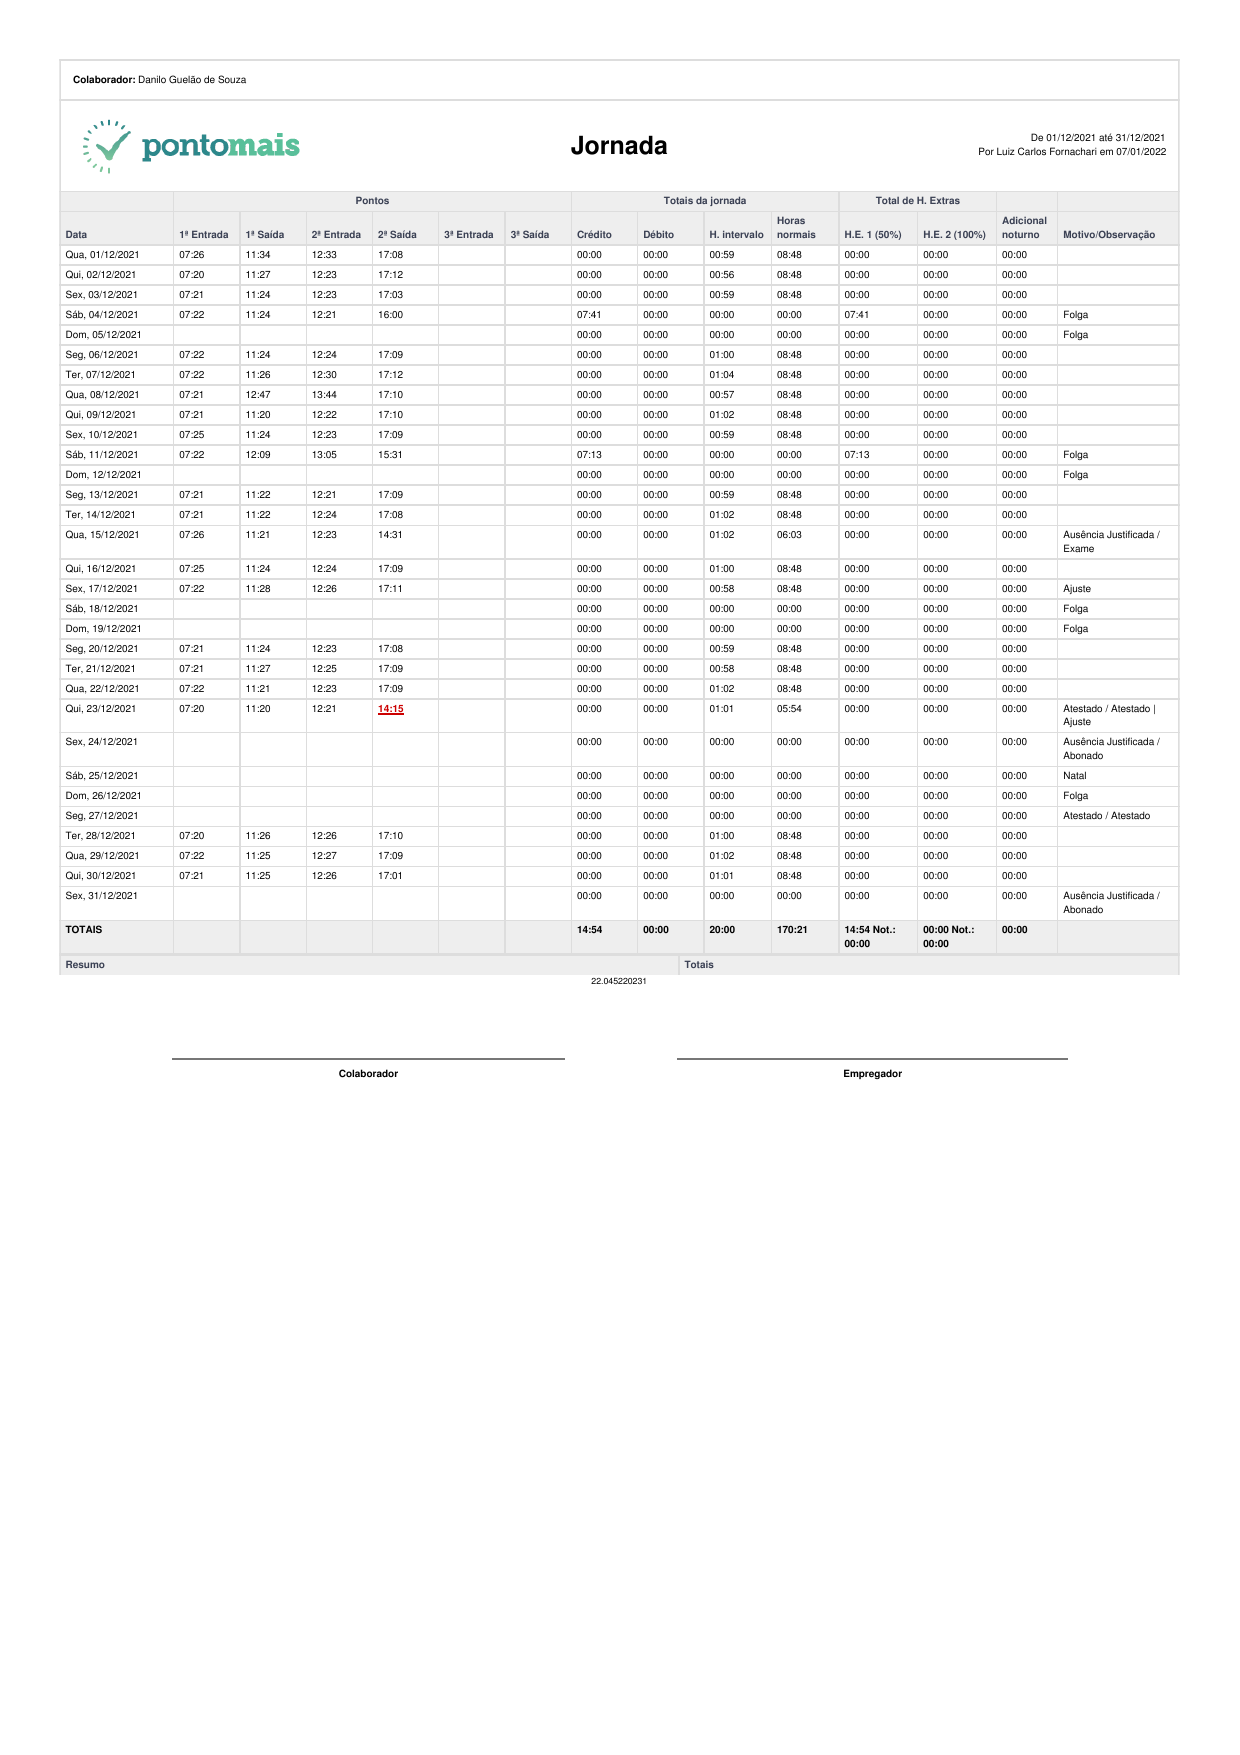 Colaborador: Danilo Guelão de Souza
pontomais
Jornada
De 01/12/2021 até 31/12/2021
Por Luiz Carlos Fornachari em 07/01/2022
Pontos Totais da jornada Total de H. Extras
Data 1ª Entrada 1ª Saída 2ª Entrada 2ª Saída 3ª Entrada 3ª Saída Crédito Débito H. intervalo Horas normais H.E. 1 (50%) H.E. 2 (100%) Adicional noturno Motivo/Observação
Qua, 01/12/2021 07:26 11:34 12:33 17:08 00:00 00:00 00:59 08:48 00:00 00:00 00:00
Qui, 02/12/2021 07:20 11:27 12:23 17:12 00:00 00:00 00:56 08:48 00:00 00:00 00:00
Sex, 03/12/2021 07:21 11:24 12:23 17:03 00:00 00:00 00:59 08:48 00:00 00:00 00:00
Sáb, 04/12/2021 07:22 11:24 12:21 16:00 07:41 00:00 00:00 00:00 07:41 00:00 00:00 Folga
Dom, 05/12/2021 00:00 00:00 00:00 00:00 00:00 00:00 00:00 Folga
Seg, 06/12/2021 07:22 11:24 12:24 17:09 00:00 00:00 01:00 08:48 00:00 00:00 00:00
Ter, 07/12/2021 07:22 11:26 12:30 17:12 00:00 00:00 01:04 08:48 00:00 00:00 00:00
Qua, 08/12/2021 07:21 12:47 13:44 17:10 00:00 00:00 00:57 08:48 00:00 00:00 00:00
Qui, 09/12/2021 07:21 11:20 12:22 17:10 00:00 00:00 01:02 08:48 00:00 00:00 00:00
Sex, 10/12/2021 07:25 11:24 12:23 17:09 00:00 00:00 00:59 08:48 00:00 00:00 00:00
Sáb, 11/12/2021 07:22 12:09 13:05 15:31 07:13 00:00 00:00 00:00 07:13 00:00 00:00 Folga
Dom, 12/12/2021 00:00 00:00 00:00 00:00 00:00 00:00 00:00 Folga
Seg, 13/12/2021 07:21 11:22 12:21 17:09 00:00 00:00 00:59 08:48 00:00 00:00 00:00
Ter, 14/12/2021 07:21 11:22 12:24 17:08 00:00 00:00 01:02 08:48 00:00 00:00 00:00
Qua, 15/12/2021 07:26 11:21 12:23 14:31 00:00 00:00 01:02 06:03 00:00 00:00 00:00 Ausência Justificada /
Exame
Qui, 16/12/2021 07:25 11:24 12:24 17:09 00:00 00:00 01:00 08:48 00:00 00:00 00:00
Sex, 17/12/2021 07:22 11:28 12:26 17:11 00:00 00:00 00:58 08:48 00:00 00:00 00:00 Ajuste
Sáb, 18/12/2021 00:00 00:00 00:00 00:00 00:00 00:00 00:00 Folga
Dom, 19/12/2021 00:00 00:00 00:00 00:00 00:00 00:00 00:00 Folga
Seg, 20/12/2021 07:21 11:24 12:23 17:08 00:00 00:00 00:59 08:48 00:00 00:00 00:00
Ter, 21/12/2021 07:21 11:27 12:25 17:09 00:00 00:00 00:58 08:48 00:00 00:00 00:00
Qua, 22/12/2021 07:22 11:21 12:23 17:09 00:00 00:00 01:02 08:48 00:00 00:00 00:00
Qui, 23/12/2021 07:20 11:20 12:21 14:15 00:00 00:00 01:01 05:54 00:00 00:00 00:00 Atestado / Atestado |
Ajuste
Sex, 24/12/2021 00:00 00:00 00:00 00:00 00:00 00:00 00:00 Ausência Justificada /
Abonado
Sáb, 25/12/2021 00:00 00:00 00:00 00:00 00:00 00:00 00:00 Natal
Dom, 26/12/2021 00:00 00:00 00:00 00:00 00:00 00:00 00:00 Folga
Seg, 27/12/2021 00:00 00:00 00:00 00:00 00:00 00:00 00:00 Atestado / Atestado
Ter, 28/12/2021 07:20 11:26 12:26 17:10 00:00 00:00 01:00 08:48 00:00 00:00 00:00
Qua, 29/12/2021 07:22 11:25 12:27 17:09 00:00 00:00 01:02 08:48 00:00 00:00 00:00
Qui, 30/12/2021 07:21 11:25 12:26 17:01 00:00 00:00 01:01 08:48 00:00 00:00 00:00
Sex, 31/12/2021 00:00 00:00 00:00 00:00 00:00 00:00 00:00 Ausência Justificada /
Abonado
TOTAIS 14:54 00:00 20:00 170:21 14:54 Not.: 00:00 Not.: 00:00
00:00 00:00
Resumo Totais
22.045220231
Colaborador Empregador